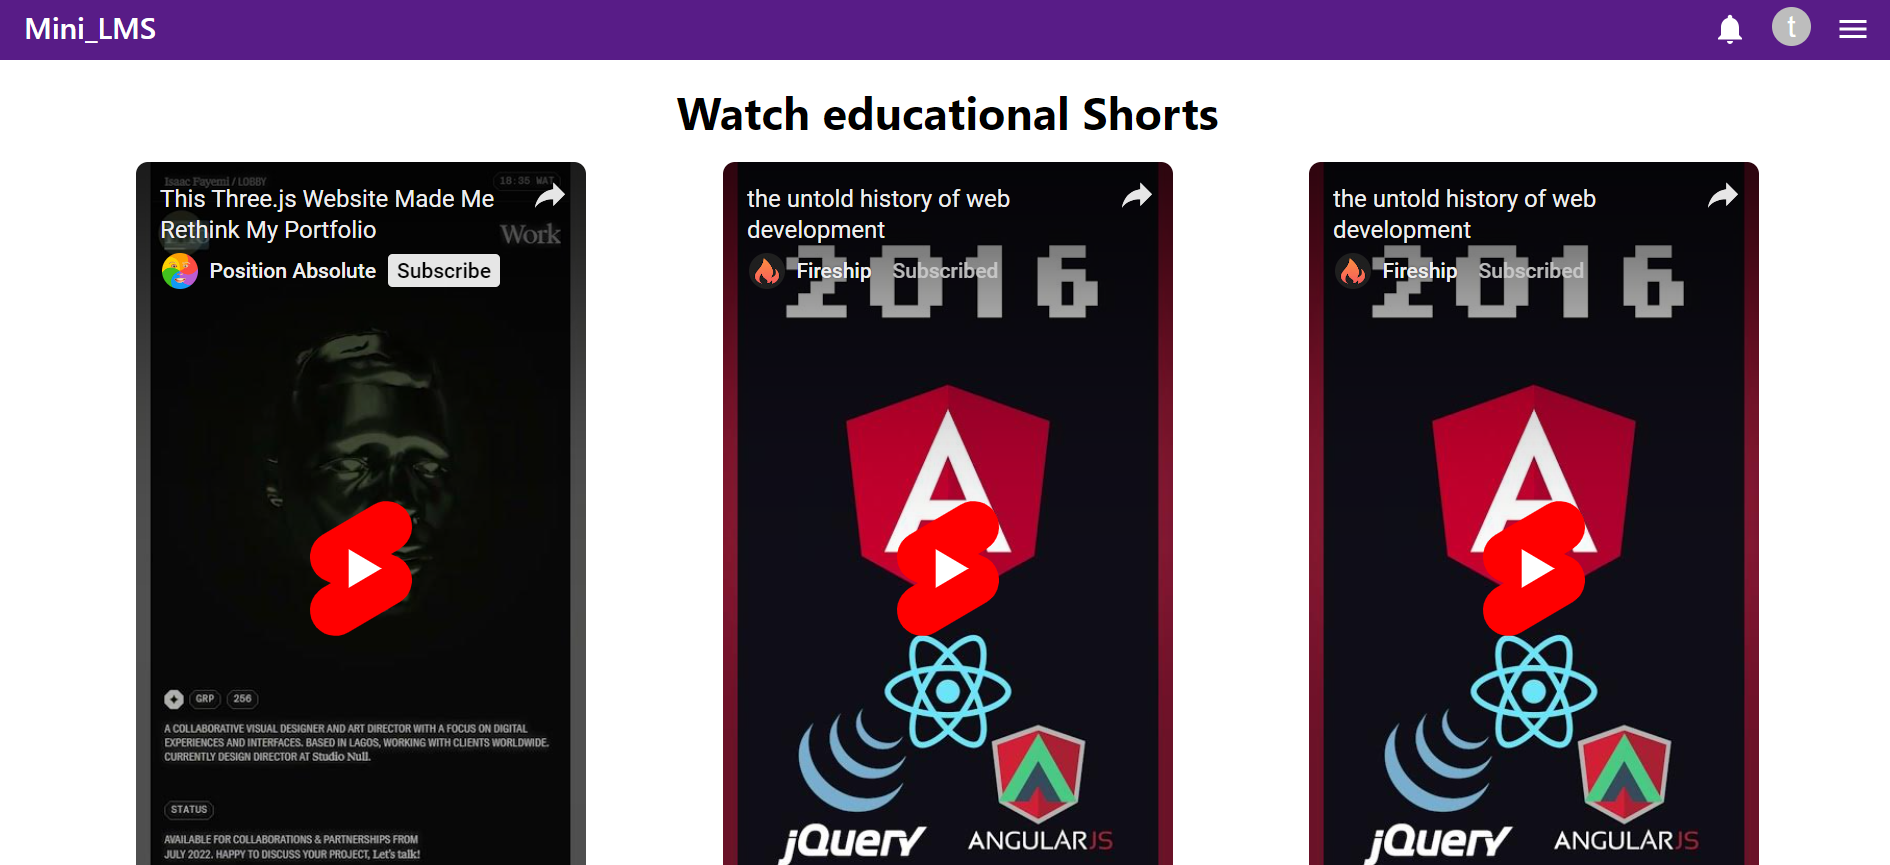 Mini_LMS
t
Watch educational Shorts
Isaac Fayemi / LOBBY
18:35 WAT
This Three.js Website Made Me
Rethink My Portfolio
Work
Position Absolute
Subscribe
GRP
256
A COLLABORATIVE VISUAL DESIGNER AND ART DIRECTOR WITH A FOCUS ON DIGITAL
EXPERIENCES AND INTERFACES. BASED IN LAGOS, WORKING WITH CLIENTS WORLDWIDE.
CURRENTLY DESIGN DIRECTOR AT Studio Null.
STATUS
AVAILABLE FOR COLLABORATIONS & PARTNERSHIPS FROM
JULY 2022. HAPPY TO DISCUSS YOUR PROJECT, Let's talk!
the untold history of web
development
Fireship
Subscribed
2016
A
jQuery
ANGULARJS
the untold history of web
development
Fireship
Subscribed
2016
A
jQuery
ANGULARJS